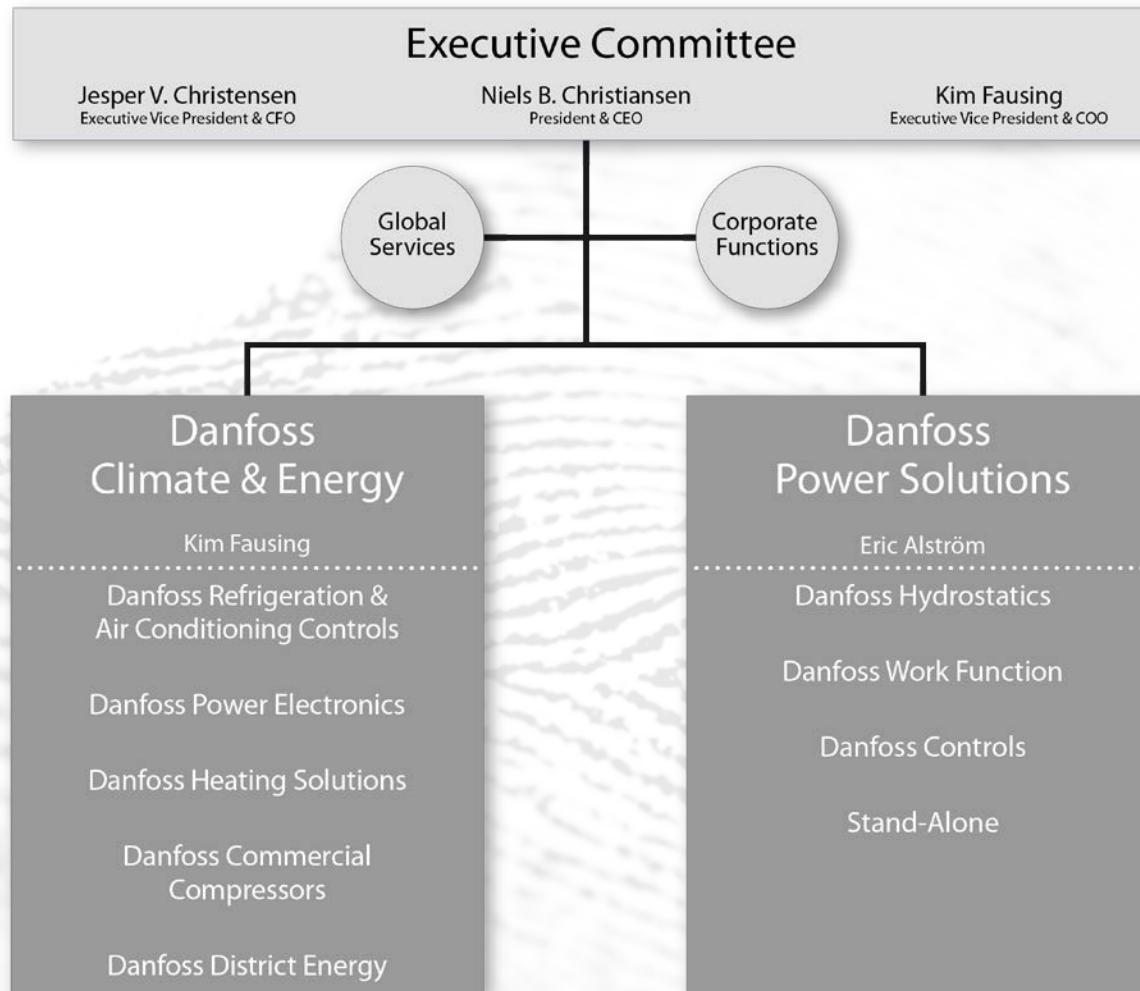 Executive Committee
Jesper V. Christensen
Executive Vice President & CFO
Niels B. Christiansen
President & CEO
Kim Fausing
Executive Vice President & COO
Global
Services
Corporate
Functions
Danfoss
Climate & Energy
Kim Fausing
Danfoss Refrigeration &
Air Conditioning Controls
Danfoss Power Electronics
Danfoss Heating Solutions
Danfoss Commercial
Compressors
Danfoss District Energy
Danfoss
Power Solutions
Eric Alström
Danfoss Hydrostatics
Danfoss Work Function
Danfoss Controls
Stand-Alone